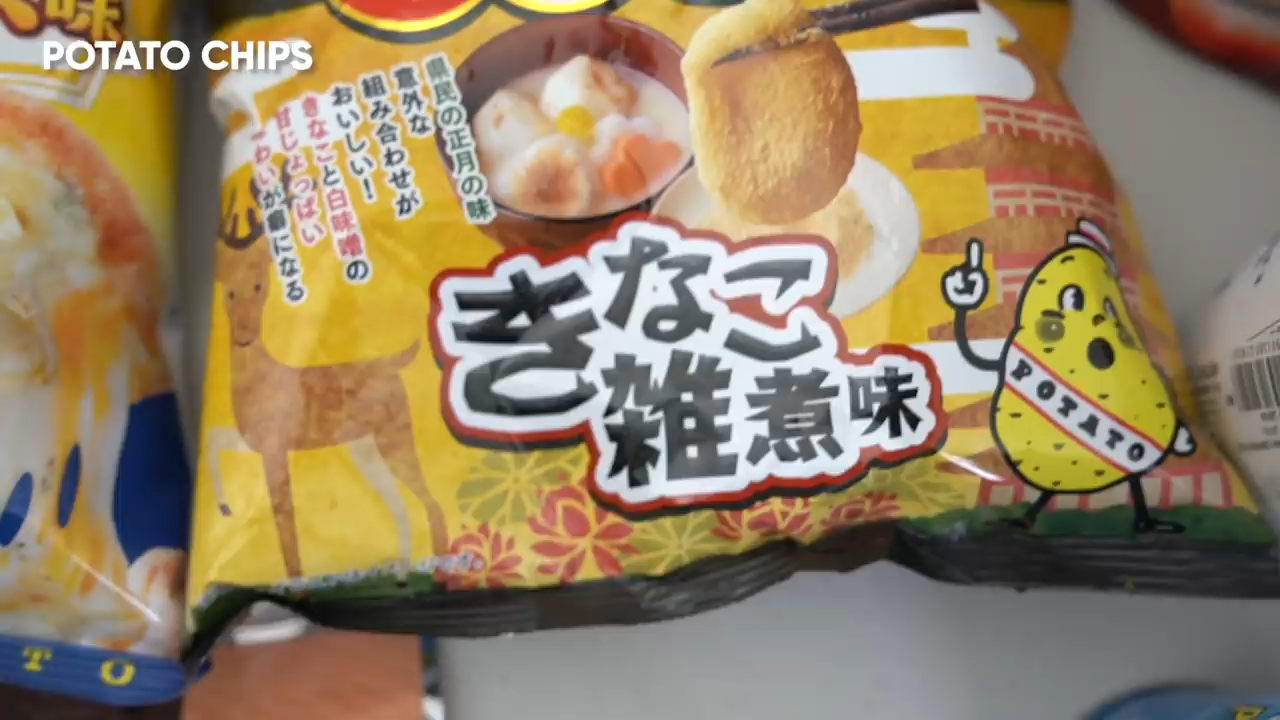 POTATO CHIPS
味
県民の正月の味
意外な
組み合わせが
おいしい！
きなこと白味噌の
甘じょっぱい
味わいが癖になる
きなこ
雑煮味
POTATO
TO